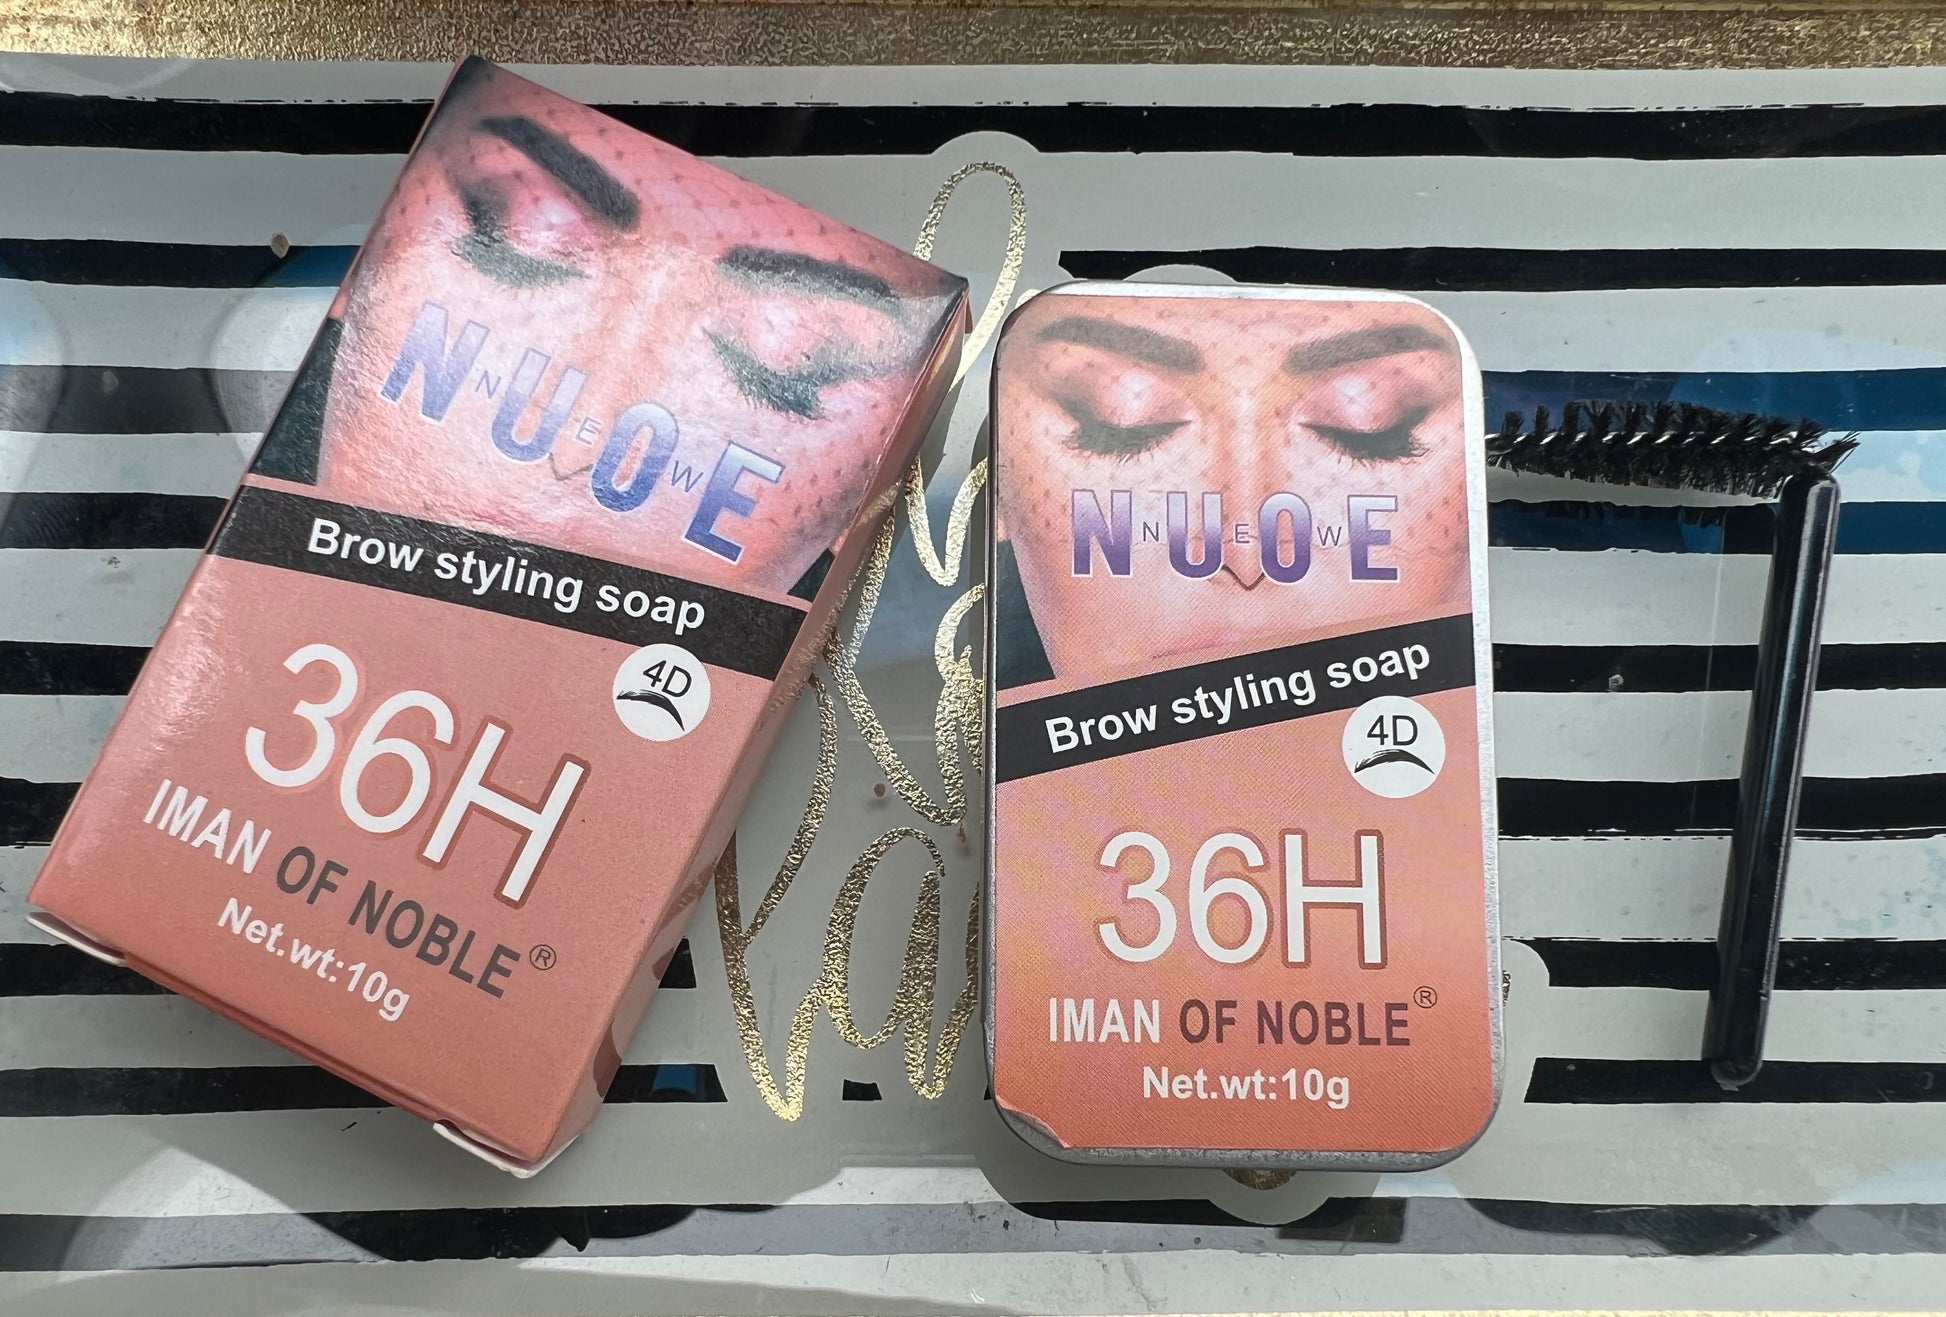 NUOE
NEW
Brow styling soap
4D
36H
IMAN OF NOBLE®
Net.wt:10g
NUOE
NEW
Brow styling soap
4D
36H
IMAN OF NOBLE®
Net.wt:10g